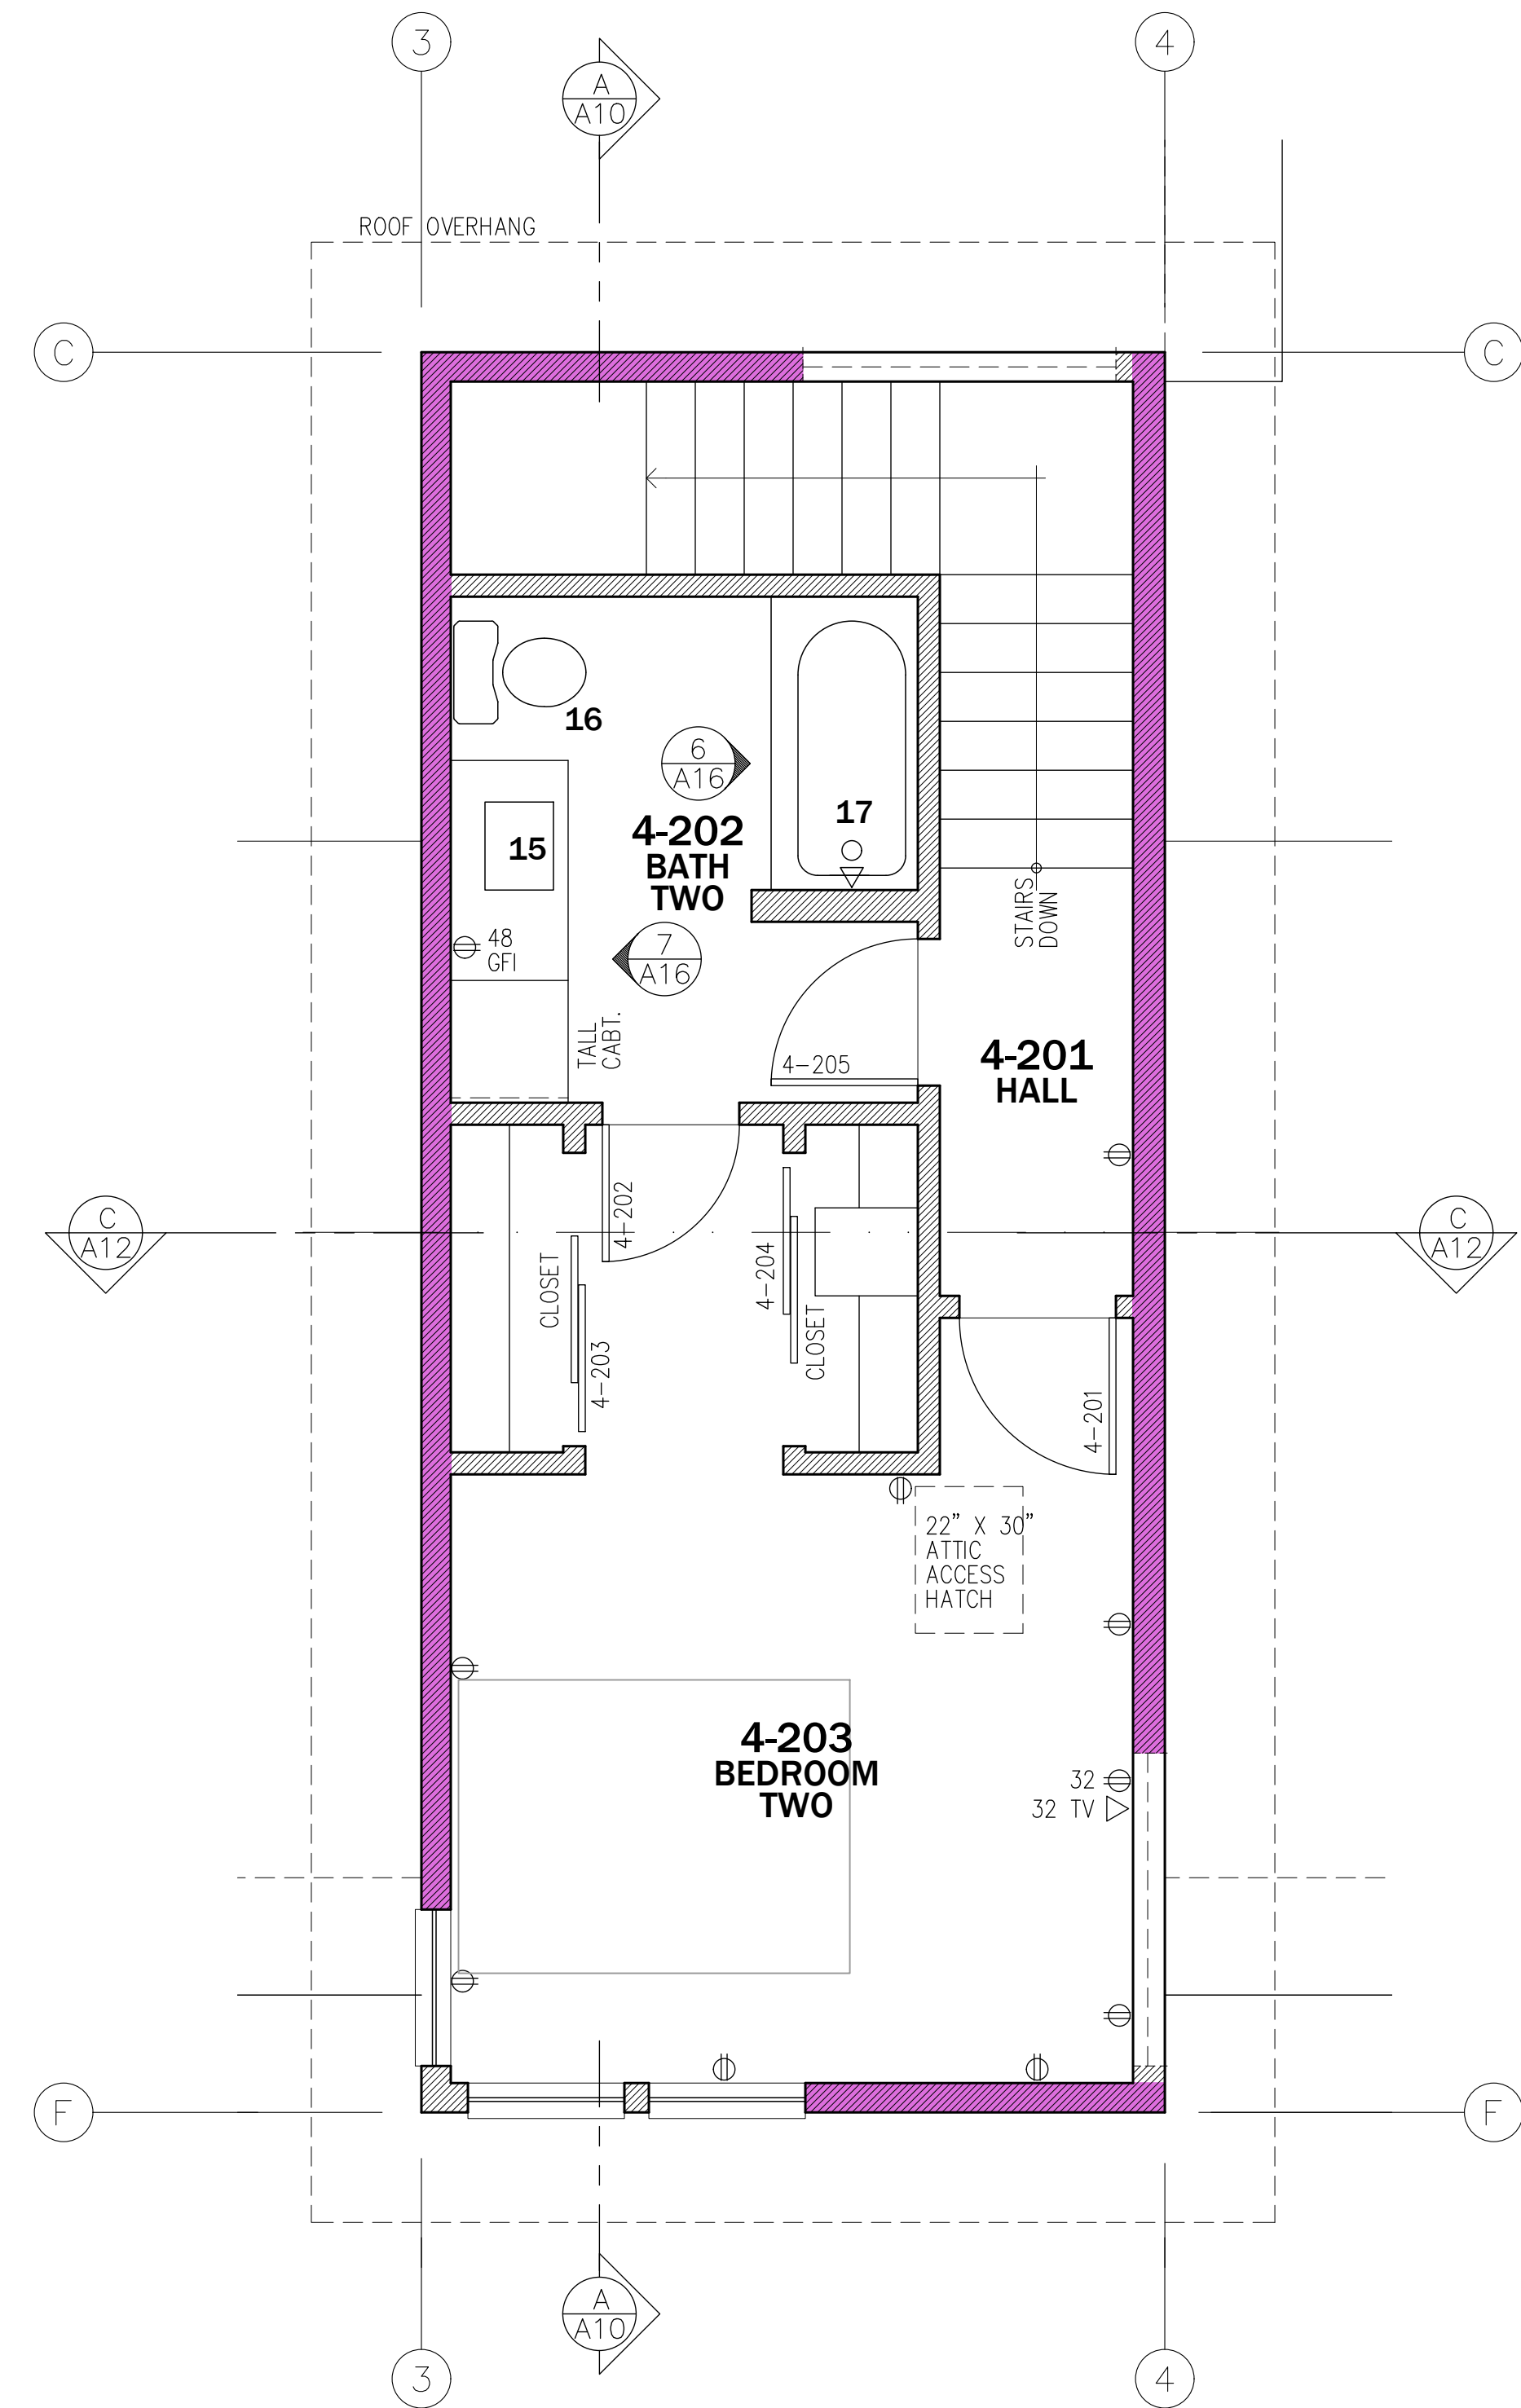 3
4
A
A10
ROOF OVERHANG
C
C
16
6
A16
17
4-202
BATH
TWO
15
STAIRS
DOWN
48
GFI
7
A16
TALL
CABT.
4-205
4-201
HALL
C
A12
4-202
CLOSET
4-203
4-204
CLOSET
C
A12
4-201
22” X 30”
ATTIC
ACCESS
HATCH
4-203
BEDROOM
TWO
32
32 TV
F
F
A
A10
3
4